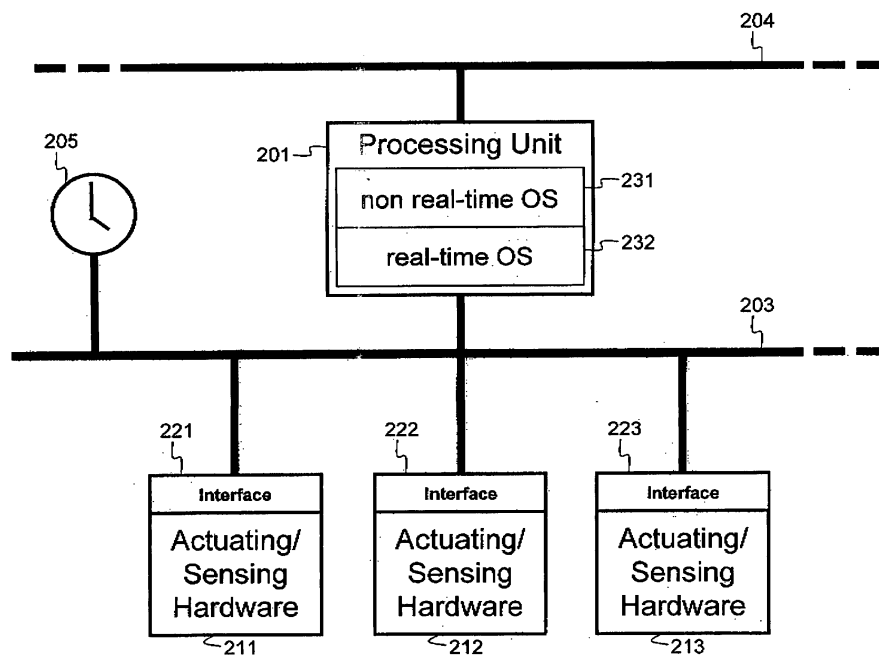 204
205
201
Processing Unit
non real-time OS
231
real-time OS
232
203
221
222
223
Interface
Interface
Interface
Actuating/
Sensing
Hardware
Actuating/
Sensing
Hardware
Actuating/
Sensing
Hardware
211
212
213